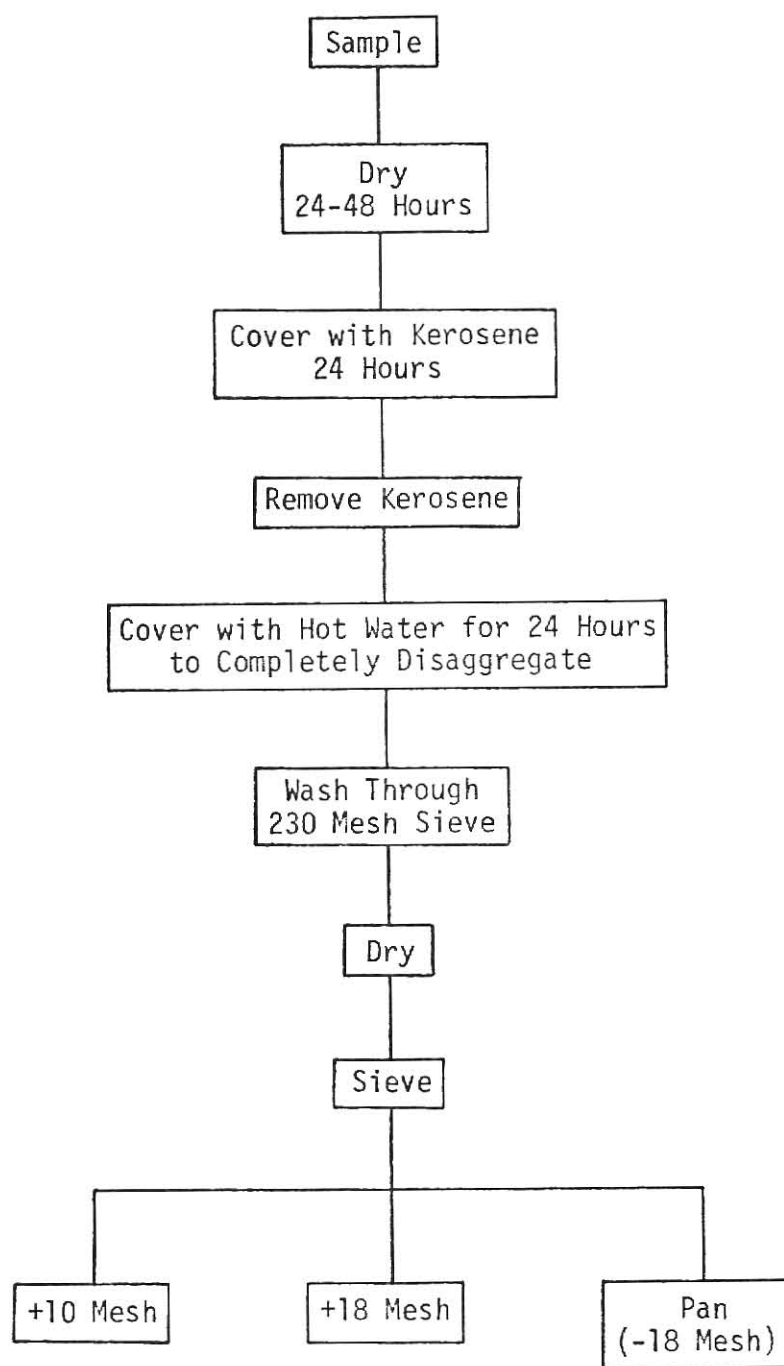 Sample
Dry
24-48 Hours
Cover with Kerosene
24 Hours
Remove Kerosene
Cover with Hot Water for 24 Hours
to Completely Disaggregate
Wash Through
230 Mesh Sieve
Dry
Sieve
+10 Mesh
+18 Mesh
Pan
(-18 Mesh)